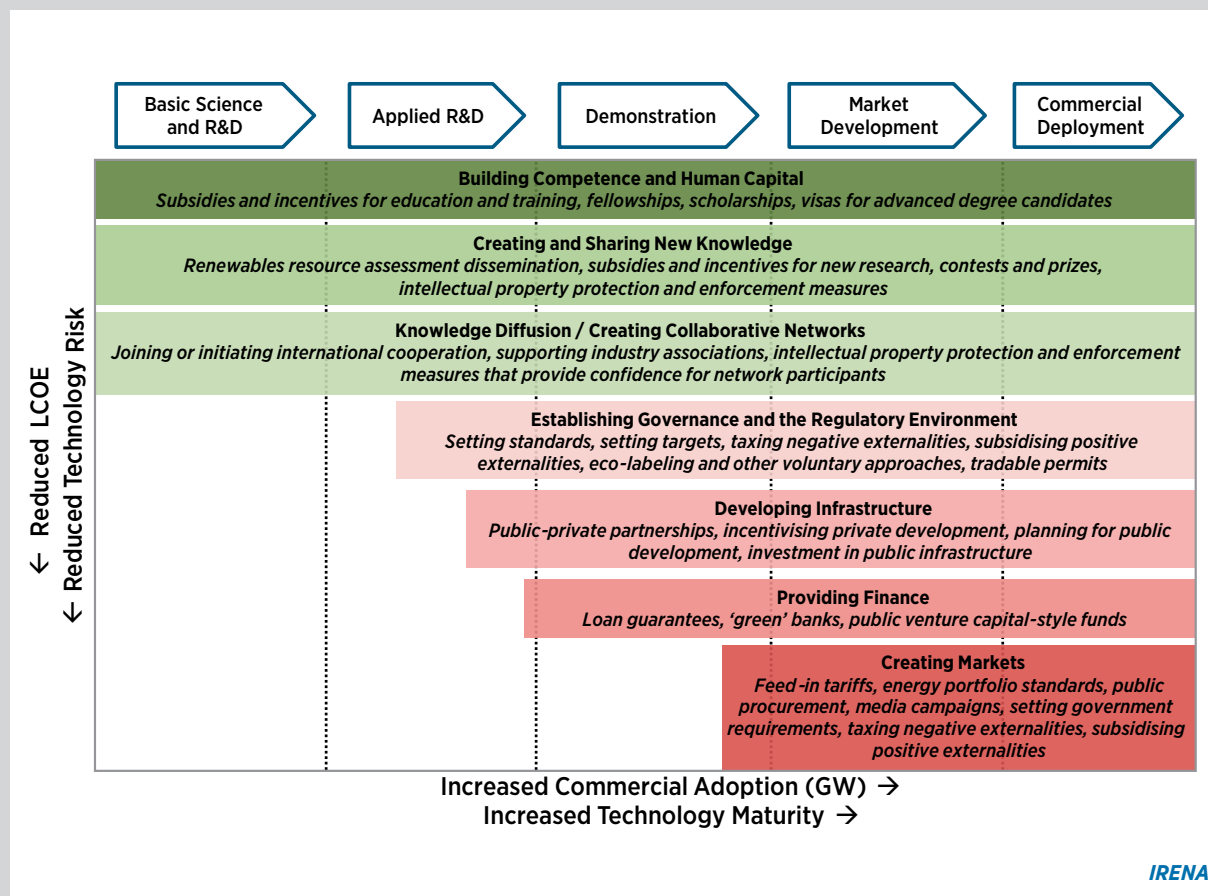 Basic Science
and R&D
Applied R&D
Demonstration
Market
Development
Commercial
Deployment
Building Competence and Human Capital
Subsidies and incentives for education and training, fellowships, scholarships, visas for advanced degree candidates
Creating and Sharing New Knowledge
Renewables resource assessment dissemination, subsidies and incentives for new research, contests and prizes,
intellectual property protection and enforcement measures
Knowledge Diffusion / Creating Collaborative Networks
Joining or initiating international cooperation, supporting industry associations, intellectual property protection and enforcement
measures that provide confidence for network participants
Establishing Governance and the Regulatory Environment
Setting standards, setting targets, taxing negative externalities, subsidising positive
externalities, eco-labeling and other voluntary approaches, tradable permits
Developing Infrastructure
Public-private partnerships, incentivising private development, planning for public
development, investment in public infrastructure
Providing Finance
Loan guarantees, ‘green’ banks, public venture capital-style funds
Creating Markets
Feed-in tariffs, energy portfolio standards, public
procurement, media campaigns, setting government
requirements, taxing negative externalities, subsidising
positive externalities
← Reduced LCOE
← Reduced Technology Risk
Increased Commercial Adoption (GW) →
Increased Technology Maturity →
IRENA